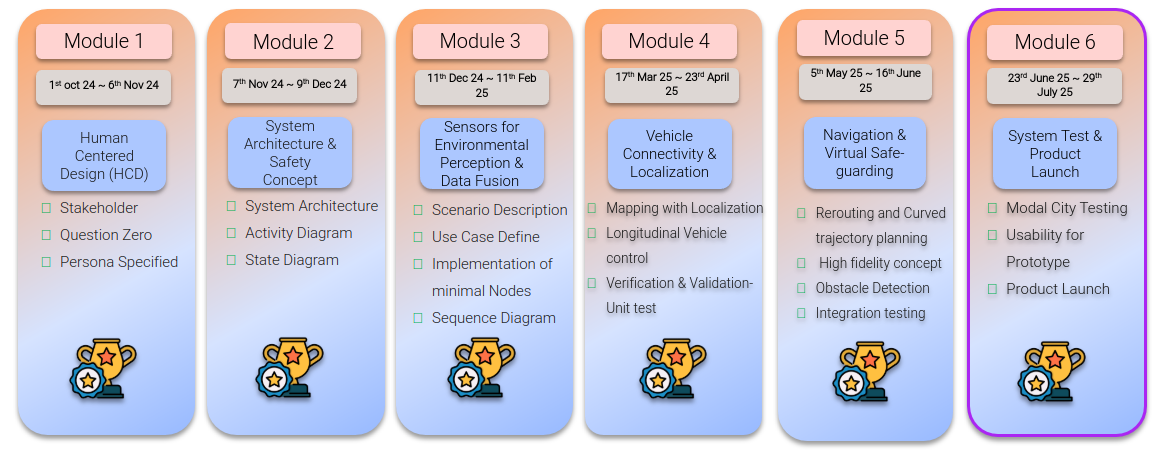 Module 1
1st oct 24 ~ 6th Nov 24
Human
Centered
Design (HCD)
Stakeholder
Question Zero
Persona Specified
Module 2
7th Nov 24 ~ 9th Dec 24
System
Architecture &
Safety
Concept
System Architecture
Activity Diagram
State Diagram
Module 3
11th Dec 24 ~ 11th Feb
25
Sensors for
Environmental
Perception &
Data Fusion
Scenario Description
Use Case Define
Implementation of
minimal Nodes
Sequence Diagram
Module 4
17th Mar 25 ~ 23rd April
25
Vehicle
Connectivity &
Localization
Mapping with Localization
Longitudinal Vehicle
control
Verification & Validation-
Unit test
Module 5
5th May 25 ~ 16th June
25
Navigation &
Virtual Safe-
guarding
Rerouting and Curved
trajectory planning
High fidelity concept
Obstacle Detection
Integration testing
Module 6
23rd June 25 ~ 29th
July 25
System Test &
Product
Launch
Modal City Testing
Usability for
Prototype
Product Launch